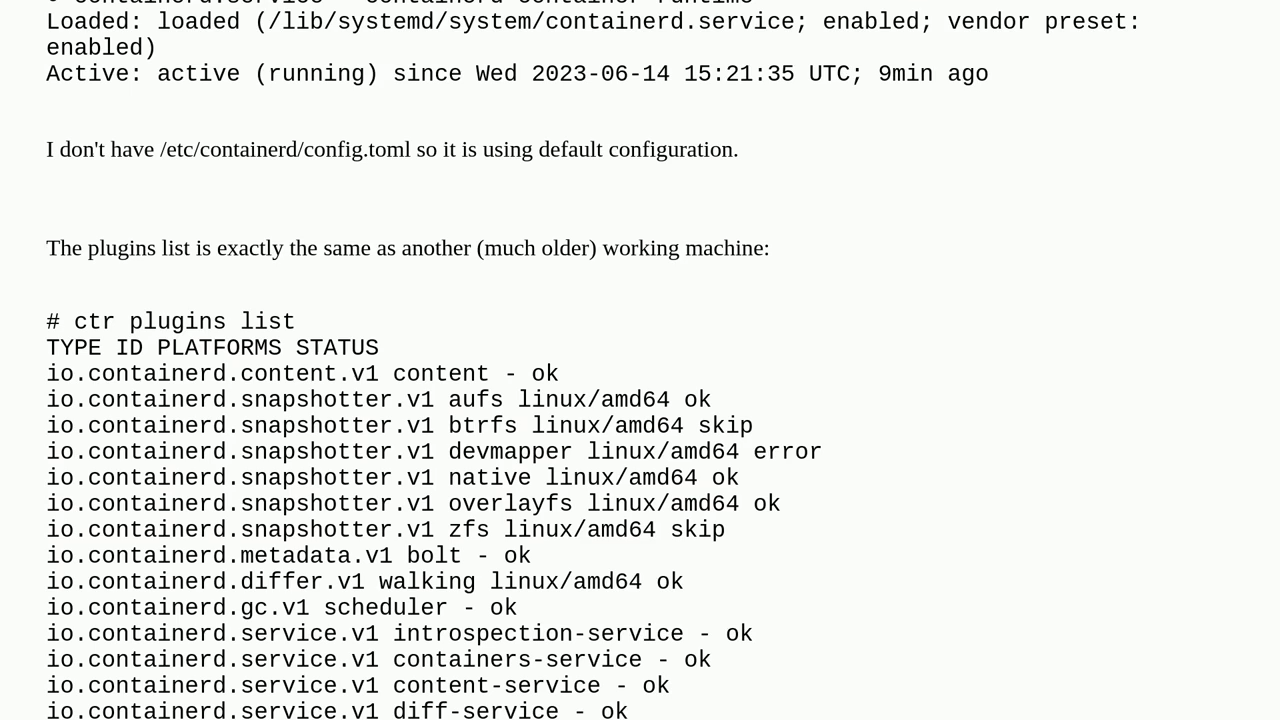 containerd.service - containerd container runtime
Loaded: loaded (/lib/systemd/system/containerd.service; enabled; vendor preset:
enabled)
Active: active (running) since Wed 2023-06-14 15:21:35 UTC; 9min ago
I don't have /etc/containerd/config.toml so it is using default configuration.
The plugins list is exactly the same as another (much older) working machine:
# ctr plugins list
TYPE ID PLATFORMS STATUS
io.containerd.content.v1 content - ok
io.containerd.snapshotter.v1 aufs linux/amd64 ok
io.containerd.snapshotter.v1 btrfs linux/amd64 skip
io.containerd.snapshotter.v1 devmapper linux/amd64 error
io.containerd.snapshotter.v1 native linux/amd64 ok
io.containerd.snapshotter.v1 overlayfs linux/amd64 ok
io.containerd.snapshotter.v1 zfs linux/amd64 skip
io.containerd.metadata.v1 bolt - ok
io.containerd.differ.v1 walking linux/amd64 ok
io.containerd.gc.v1 scheduler - ok
io.containerd.service.v1 introspection-service - ok
io.containerd.service.v1 containers-service - ok
io.containerd.service.v1 content-service - ok
io.containerd.service.v1 diff-service - ok